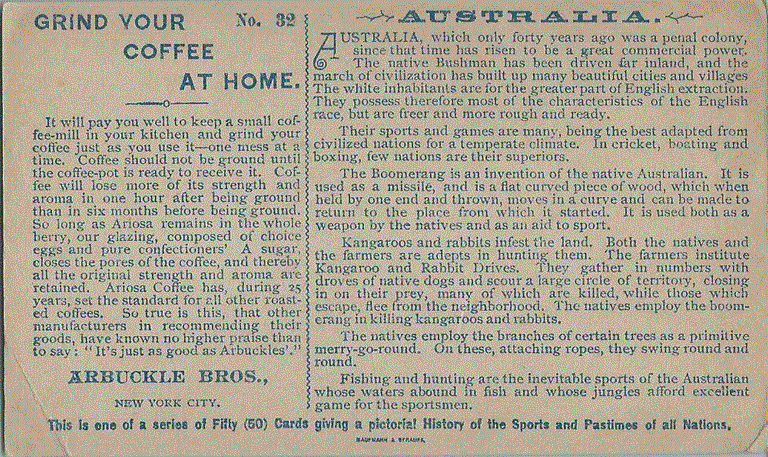 GRIND YOUR No. 32
COFFEE
AT HOME.
It will pay you well to keep a small cof-
fee-mill in your kitchen and grind your
coffee just as you use it—one mess at a
time. Coffee should not be ground until
the coffee-pot is ready to receive it. Cof-
fee will lose more of its strength and
aroma in one hour after being ground
than in six months before being ground.
So long as Ariosa remains in the whole
berry, our glazing, composed of choice
eggs and pure confectioners' A sugar,
closes the pores of the coffee, and thereby
all the original strength and aroma are
retained. Ariosa Coffee has, during 25
years, set the standard for all other roast-
ed coffees. So true is this, that other
manufacturers in recommending their
goods, have known no higher praise than
to say: "It's just as good as Arbuckles'."
ARBUCKLE BROS.,
NEW YORK CITY.
AUSTRALIA.
AUSTRALIA, which only forty years ago was a penal colony,
since that time has risen to be a great commercial power.
The native Bushman has been driven far inland, and the
march of civilization has built up many beautiful cities and villages
The white inhabitants are for the greater part of English extraction.
They possess therefore most of the characteristics of the English
race, but are freer and more rough and ready.
Their sports and games are many, being the best adapted from
civilized nations for a temperate climate. In cricket, boating and
boxing, few nations are their superiors.
The Boomerang is an invention of the native Australian. It is
used as a missile, and is a flat curved piece of wood, which when
held by one end and thrown, moves in a curve and can be made to
return to the place from which it started. It is used both as a
weapon by the natives and as an aid to sport.
Kangaroos and rabbits infest the land. Both the natives and
the farmers are adepts in hunting them. The farmers institute
Kangaroo and Rabbit Drives. They gather in numbers with
droves of native dogs and scour a large circle of territory, closing
in on their prey, many of which are killed, while those which
escape, flee from the neighborhood. The natives employ the boom-
erang in killing kangaroos and rabbits.
The natives employ the branches of certain trees as a primitive
merry-go-round. On these, attaching ropes, they swing round and
round.
Fishing and hunting are the inevitable sports of the Australian
whose waters abound in fish and whose jungles afford excellent
game for the sportsmen.
This is one of a series of Fifty (50) Cards giving a pictorial History of the Sports and Pastimes of all Nations.
KAUFMANN & STRAUSS,